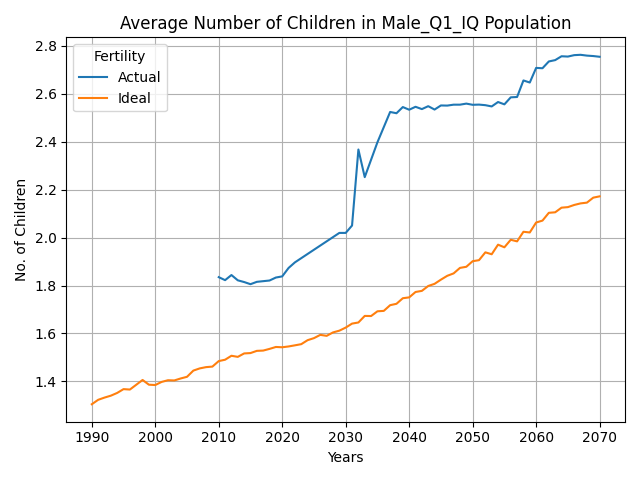 Average Number of Children in Male_Q1_IQ Population
Fertility
Actual
Ideal
No. of Children
2.8
2.6
2.4
2.2
2.0
1.8
1.6
1.4
1990 2000 2010 2020 2030 2040 2050 2060 2070
Years